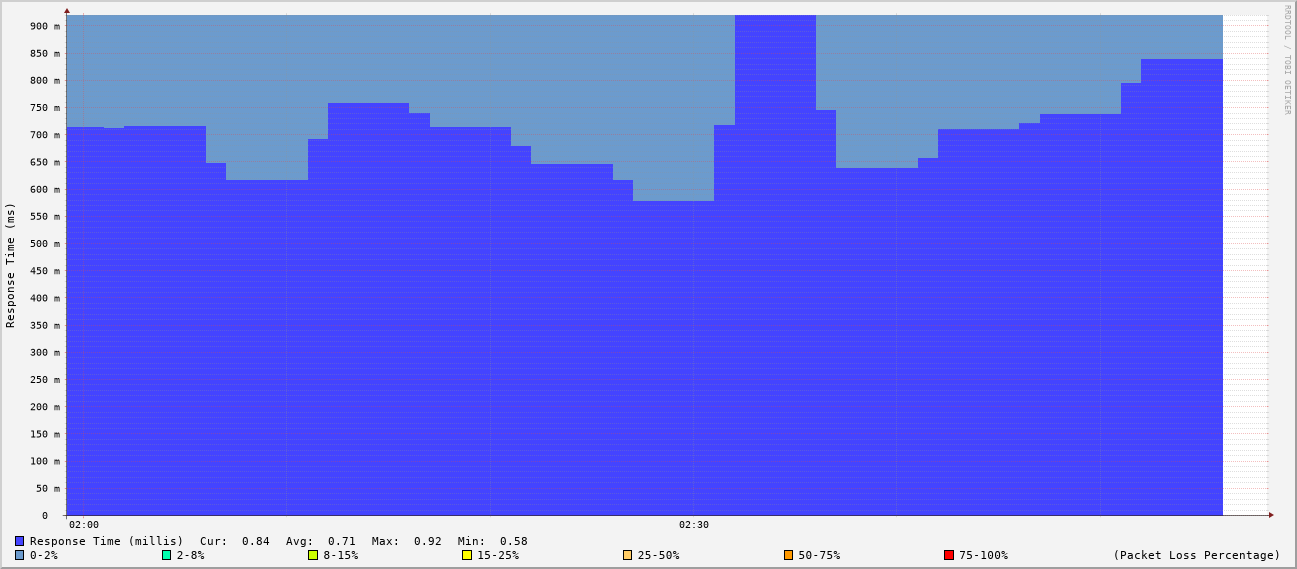 RRDTOOL / TOBI OETIKER
Response Time (ms)
900 m
850 m
800 m
750 m
700 m
650 m
600 m
550 m
500 m
450 m
400 m
350 m
300 m
250 m
200 m
150 m
100 m
50 m
0
02:00 02:30
Response Time (millis) Cur: 0.84 Avg: 0.71 Max: 0.92 Min: 0.58
0-2% 2-8% 8-15% 15-25% 25-50% 50-75% 75-100% (Packet Loss Percentage)